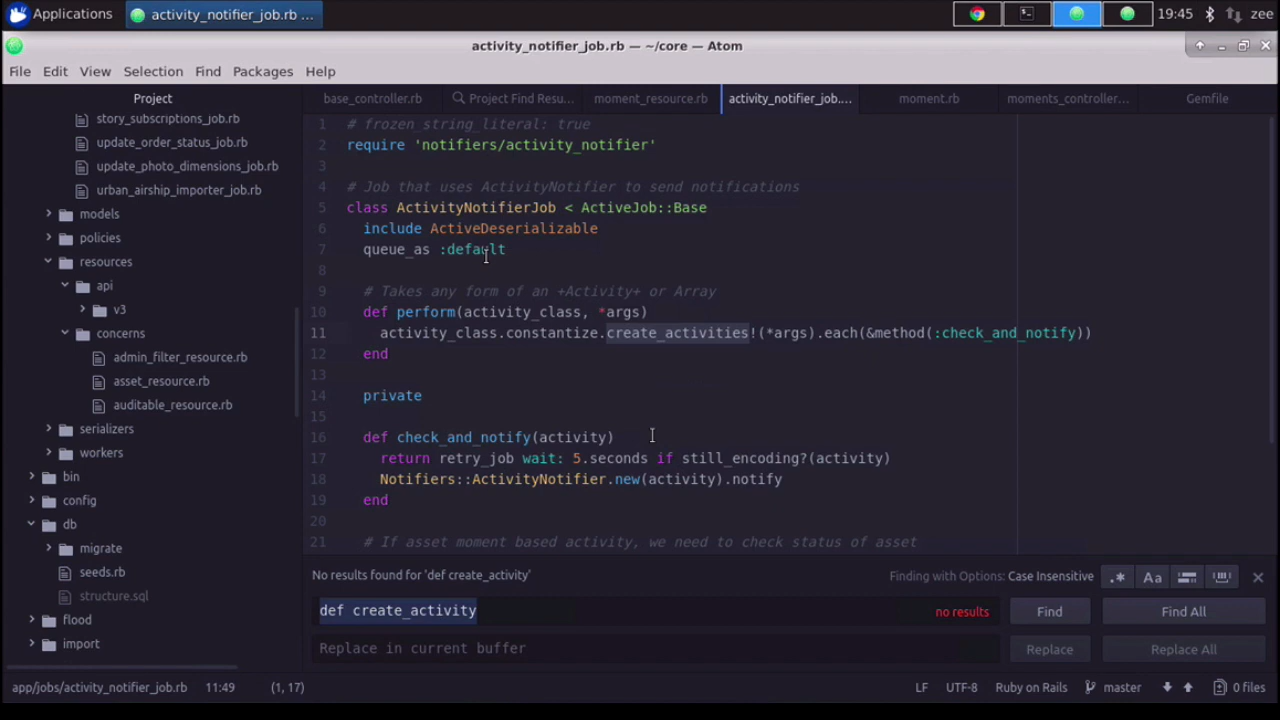 Applications
activity_notifier_job.rb ...
19:45
zee
activity_notifier_job.rb — ~/core — Atom
File Edit View Selection Find Packages Help
Project
story_subscriptions_job.rb
update_order_status_job.rb
update_photo_dimensions_job.rb
urban_airship_importer_job.rb
models
policies
resources
api
v3
concerns
admin_filter_resource.rb
asset_resource.rb
auditable_resource.rb
serializers
workers
bin
config
db
migrate
seeds.rb
structure.sql
flood
import
base_controller.rb
Project Find Resu...
moment_resource.rb
activity_notifier_job....
moment.rb
moments_controller...
Gemfile
1 # frozen_string_literal: true
2 require 'notifiers/activity_notifier'
3
4 # Job that uses ActivityNotifier to send notifications
5 class ActivityNotifierJob < ActiveJob::Base
6 include ActiveDeserializable
7 queue_as :default
8
9 # Takes any form of an +Activity+ or Array
10 def perform(activity_class, *args)
11 activity_class.constantize.create_activities!(*args).each(&method(:check_and_notify))
12 end
13
14 private
15
16 def check_and_notify(activity)
17 return retry_job wait: 5.seconds if still_encoding?(activity)
18 Notifiers::ActivityNotifier.new(activity).notify
19 end
20
21 # If asset moment based activity, we need to check status of asset
No results found for 'def create_activity'
Finding with Options: Case Insensitive
.* Aa
def create_activity
no results
Find
Find All
Replace in current buffer
Replace
Replace All
app/jobs/activity_notifier_job.rb 11:49 (1, 17)
LF UTF-8 Ruby on Rails master 0 files